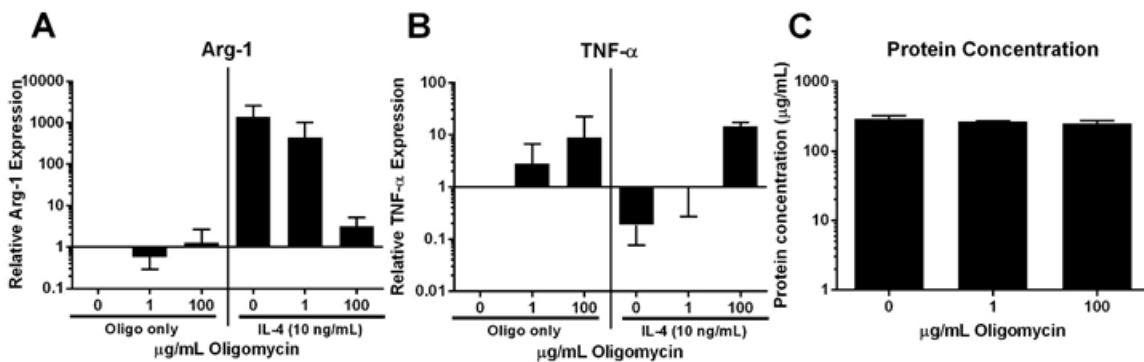 A
Arg-1
Relative Arg-1 Expression
10000
1000
100
10
1
0.1
0 1 100 0 1 100
Oligo only IL-4 (10 ng/mL)
μg/mL Oligomycin
B
TNF-α
Relative TNF-α Expression
100
10
1
0.1
0.01
0 1 100 0 1 100
Oligo only IL-4 (10 ng/mL)
μg/mL Oligomycin
C
Protein Concentration
Protein concentration (μg/mL)
1000
100
10
1
0 1 100
μg/mL Oligomycin